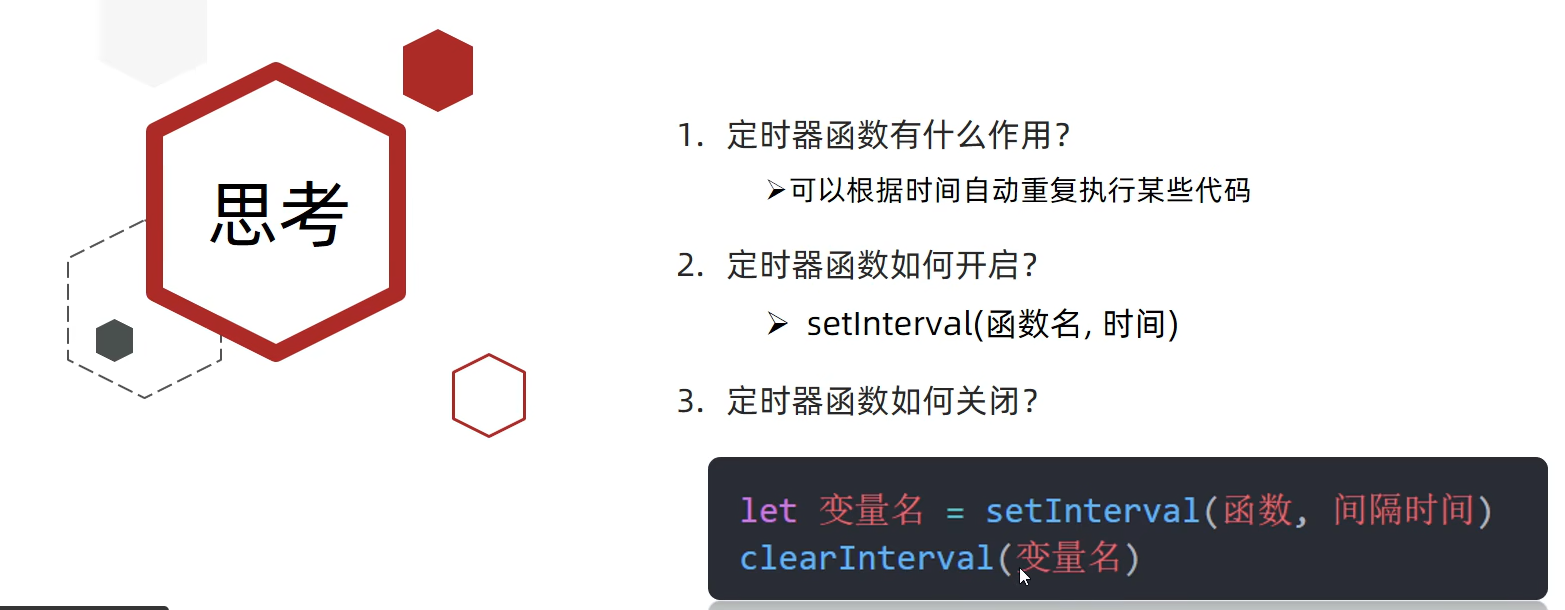 思考
1. 定时器函数有什么作用?
➢可以根据时间自动重复执行某些代码
2. 定时器函数如何开启?
➢ setInterval(函数名, 时间)
3. 定时器函数如何关闭?
let 变量名 = setInterval(函数, 间隔时间)
clearInterval(变量名)